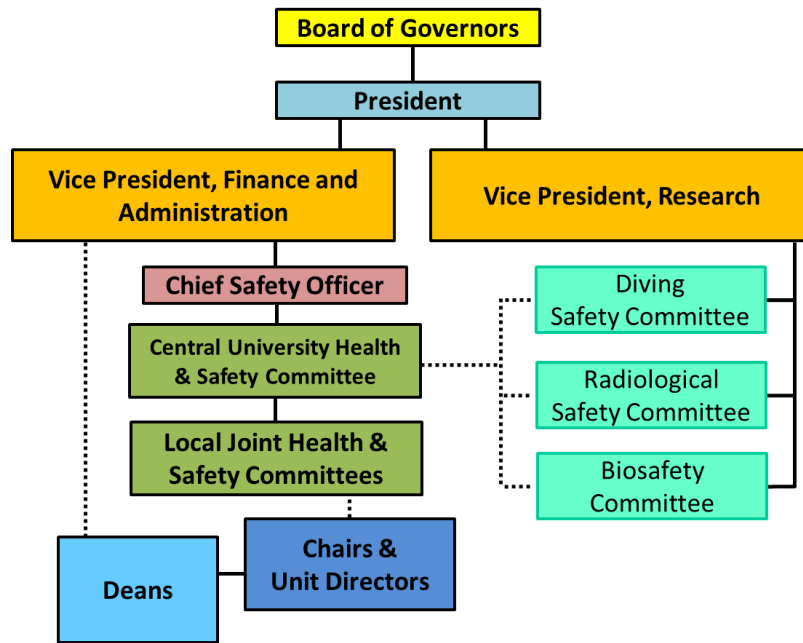 Board of Governors
President
Vice President, Finance and
Administration
Vice President, Research
Chief Safety Officer
Central University Health
& Safety Committee
Local Joint Health &
Safety Committees
Diving
Safety Committee
Radiological
Safety Committee
Biosafety
Committee
Deans
Chairs &
Unit Directors